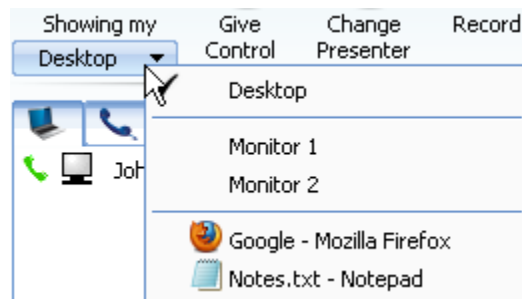 Showing my Give Control Change Presenter Record
Desktop
Desktop
Monitor 1
Joh
Monitor 2
Google - Mozilla Firefox
Notes.txt - Notepad